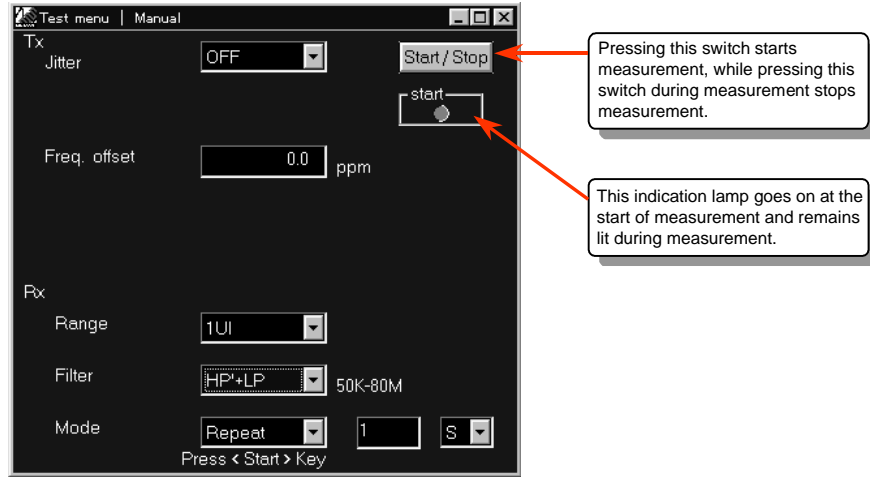 Test menu | Manual
Tx
Jitter OFF Start / Stop
start
Freq. offset 0.0 ppm
Rx
Range 1UI
Filter HP'+LP 50K-80M
Mode Repeat 1 S
Press < Start > Key
Pressing this switch starts
measurement, while pressing this
switch during measurement stops
measurement.
This indication lamp goes on at the
start of measurement and remains
lit during measurement.